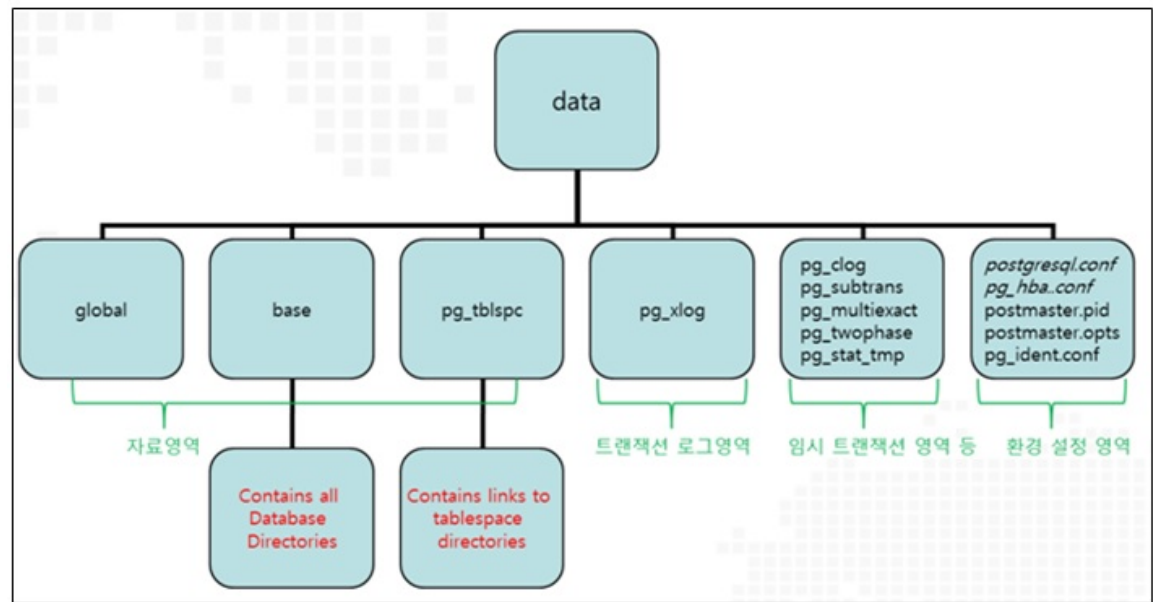 data
global
base
pg_tblspc
pg_xlog
pg_clog
pg_subtrans
pg_multiexact
pg_twophase
pg_stat_tmp
postgresql.conf
pg_hba..conf
postmaster.pid
postmaster.opts
pg_ident.conf
자료영역
트랜잭션 로그영역
임시 트랜잭션 영역 등
환경 설정 영역
Contains all
Database
Directories
Contains links to
tablespace
directories